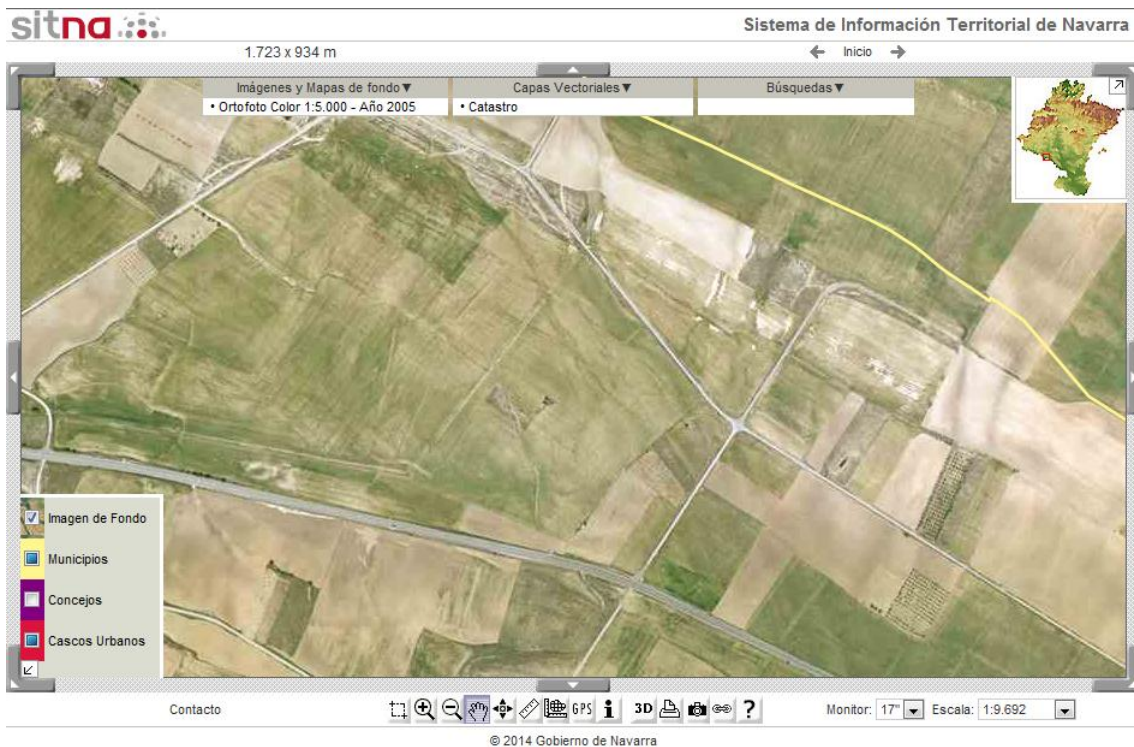 sitna
Sistema de Información Territorial de Navarra
1.723 x 934 m
Inicio
Imágenes y Mapas de fondo ▼
Capas Vectoriales ▼
Búsquedas ▼
• Ortofoto Color 1:5.000 - Año 2005
• Catastro
Imagen de Fondo
Municipios
Concejos
Cascos Urbanos
Contacto
GPS
i
3D
?
Monitor: 17"
Escala: 1:9.692
© 2014 Gobierno de Navarra